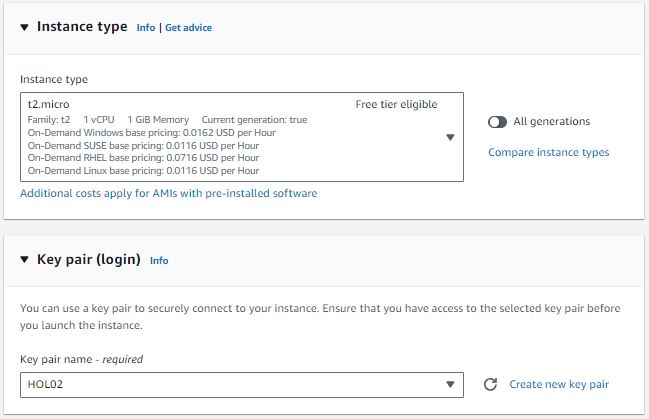 Instance type Info | Get advice
Instance type
t2.micro Free tier eligible
Family: t2 1 vCPU 1 GiB Memory Current generation: true
On-Demand Windows base pricing: 0.0162 USD per Hour
On-Demand SUSE base pricing: 0.0116 USD per Hour
On-Demand RHEL base pricing: 0.0716 USD per Hour
On-Demand Linux base pricing: 0.0116 USD per Hour
All generations
Compare instance types
Additional costs apply for AMIs with pre-installed software
Key pair (login) Info
You can use a key pair to securely connect to your instance. Ensure that you have access to the selected key pair before
you launch the instance.
Key pair name - required
HOL02
Create new key pair